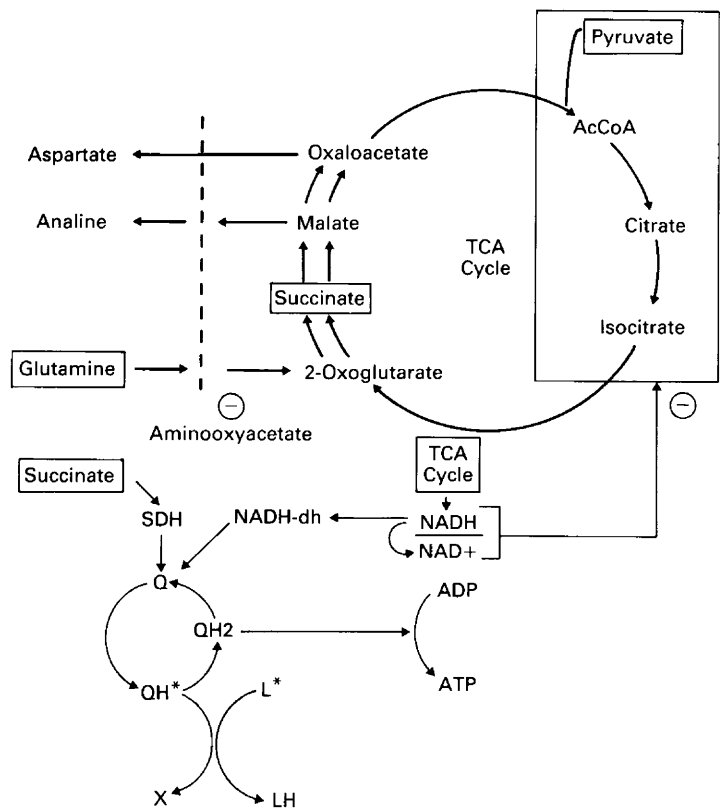 Pyruvate
AcCoA
Aspartate
Oxaloacetate
Analine
Malate
Citrate
TCA
Cycle
Succinate
Isocitrate
Glutamine
2-Oxoglutarate
−
−
Aminooxyacetate
TCA
Cycle
Succinate
SDH
NADH-dh
NADH
NAD+
Q
ADP
QH2
QH*
L*
ATP
X
LH